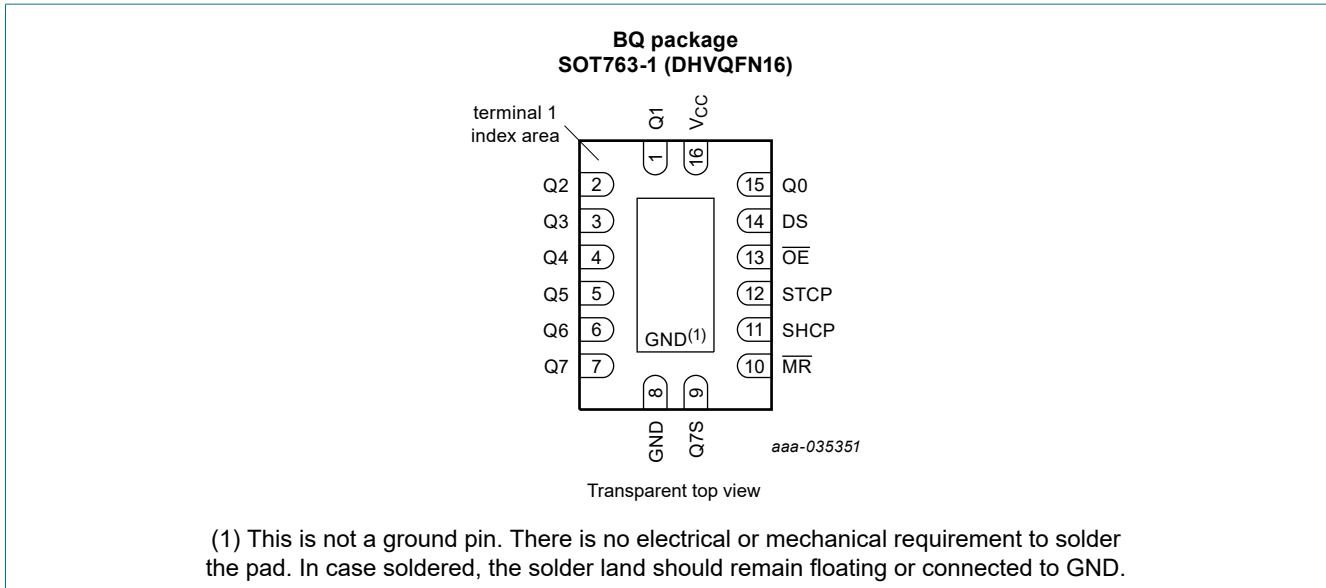 BQ package
SOT763-1 (DHVQFN16)
terminal 1
index area
Q1
VCC
1
16
Q2 2
15 Q0
Q3 3
14 DS
Q4 4
13 O̅E̅
Q5 5
12 STCP
Q6 6
11 SHCP
GND(1)
Q7 7
10 M̅R̅
8
9
GND
Q7S
aaa-035351
Transparent top view
(1) This is not a ground pin. There is no electrical or mechanical requirement to solder
the pad. In case soldered, the solder land should remain floating or connected to GND.